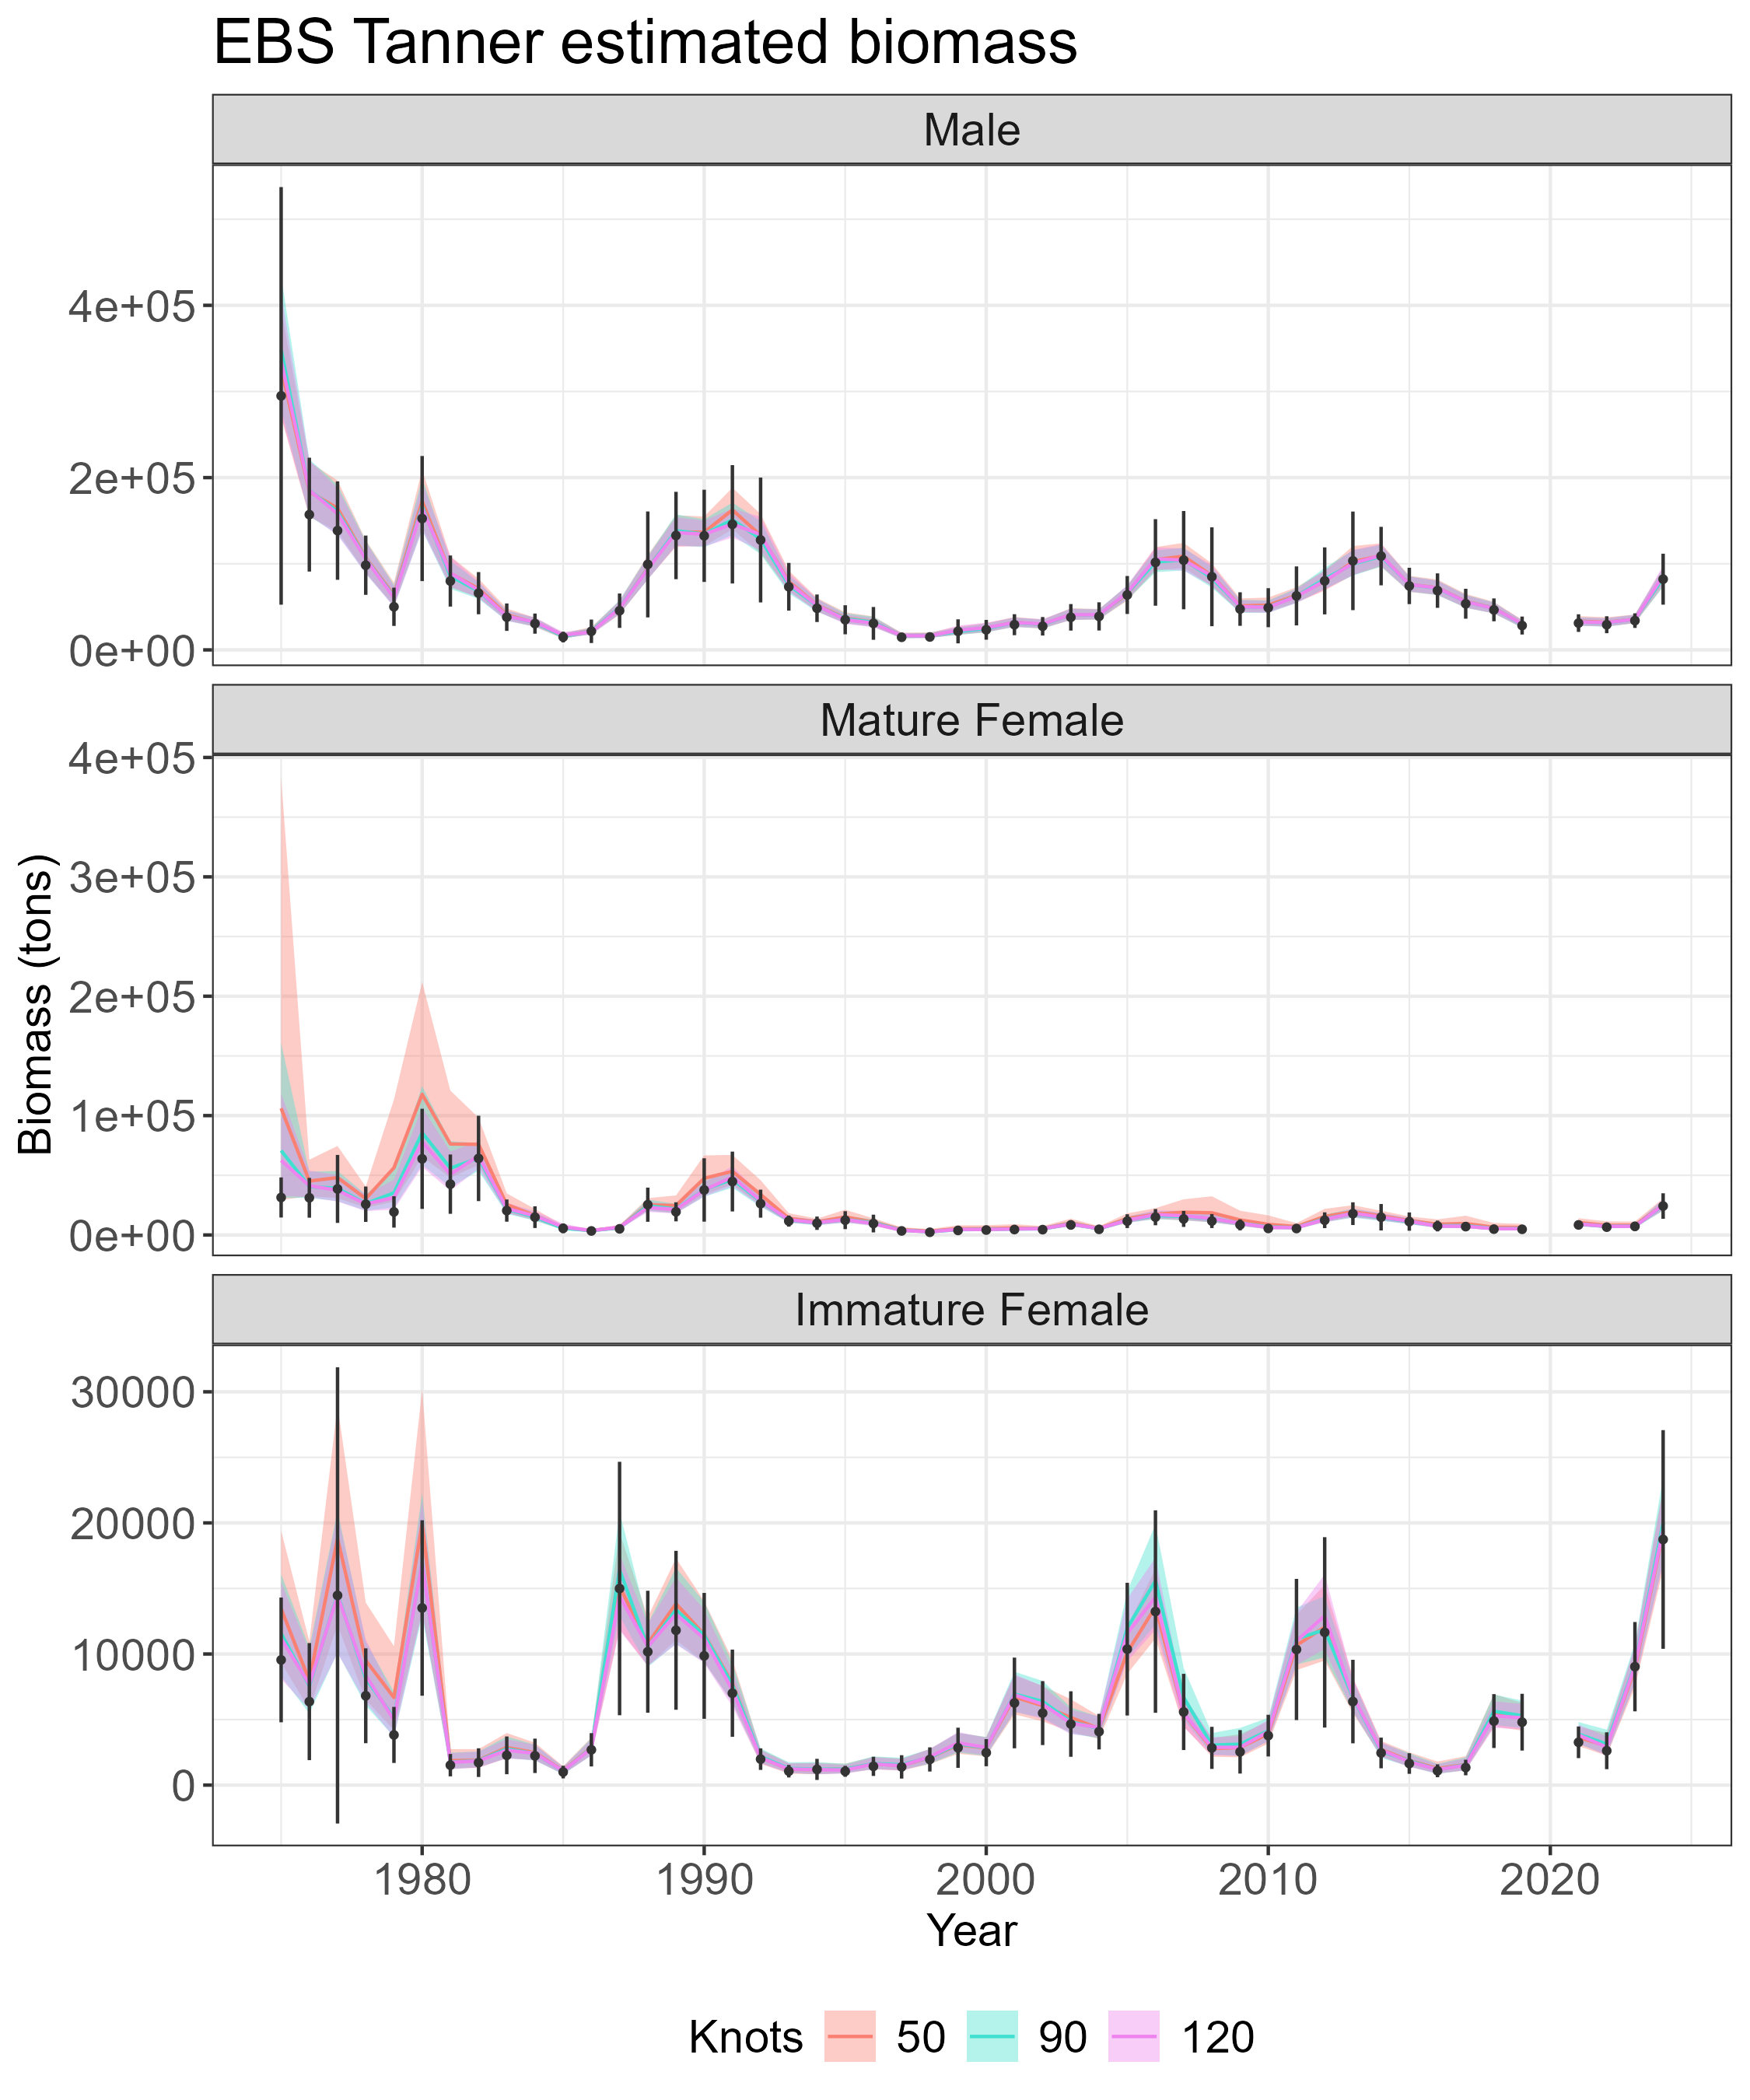 EBS Tanner estimated biomass
Male
4e+05
2e+05
0e+00
Mature Female
4e+05
3e+05
2e+05
1e+05
0e+00
Immature Female
30000
20000
10000
0
1980 1990 2000 2010 2020
Year
Biomass (tons)
Knots 50 90 120